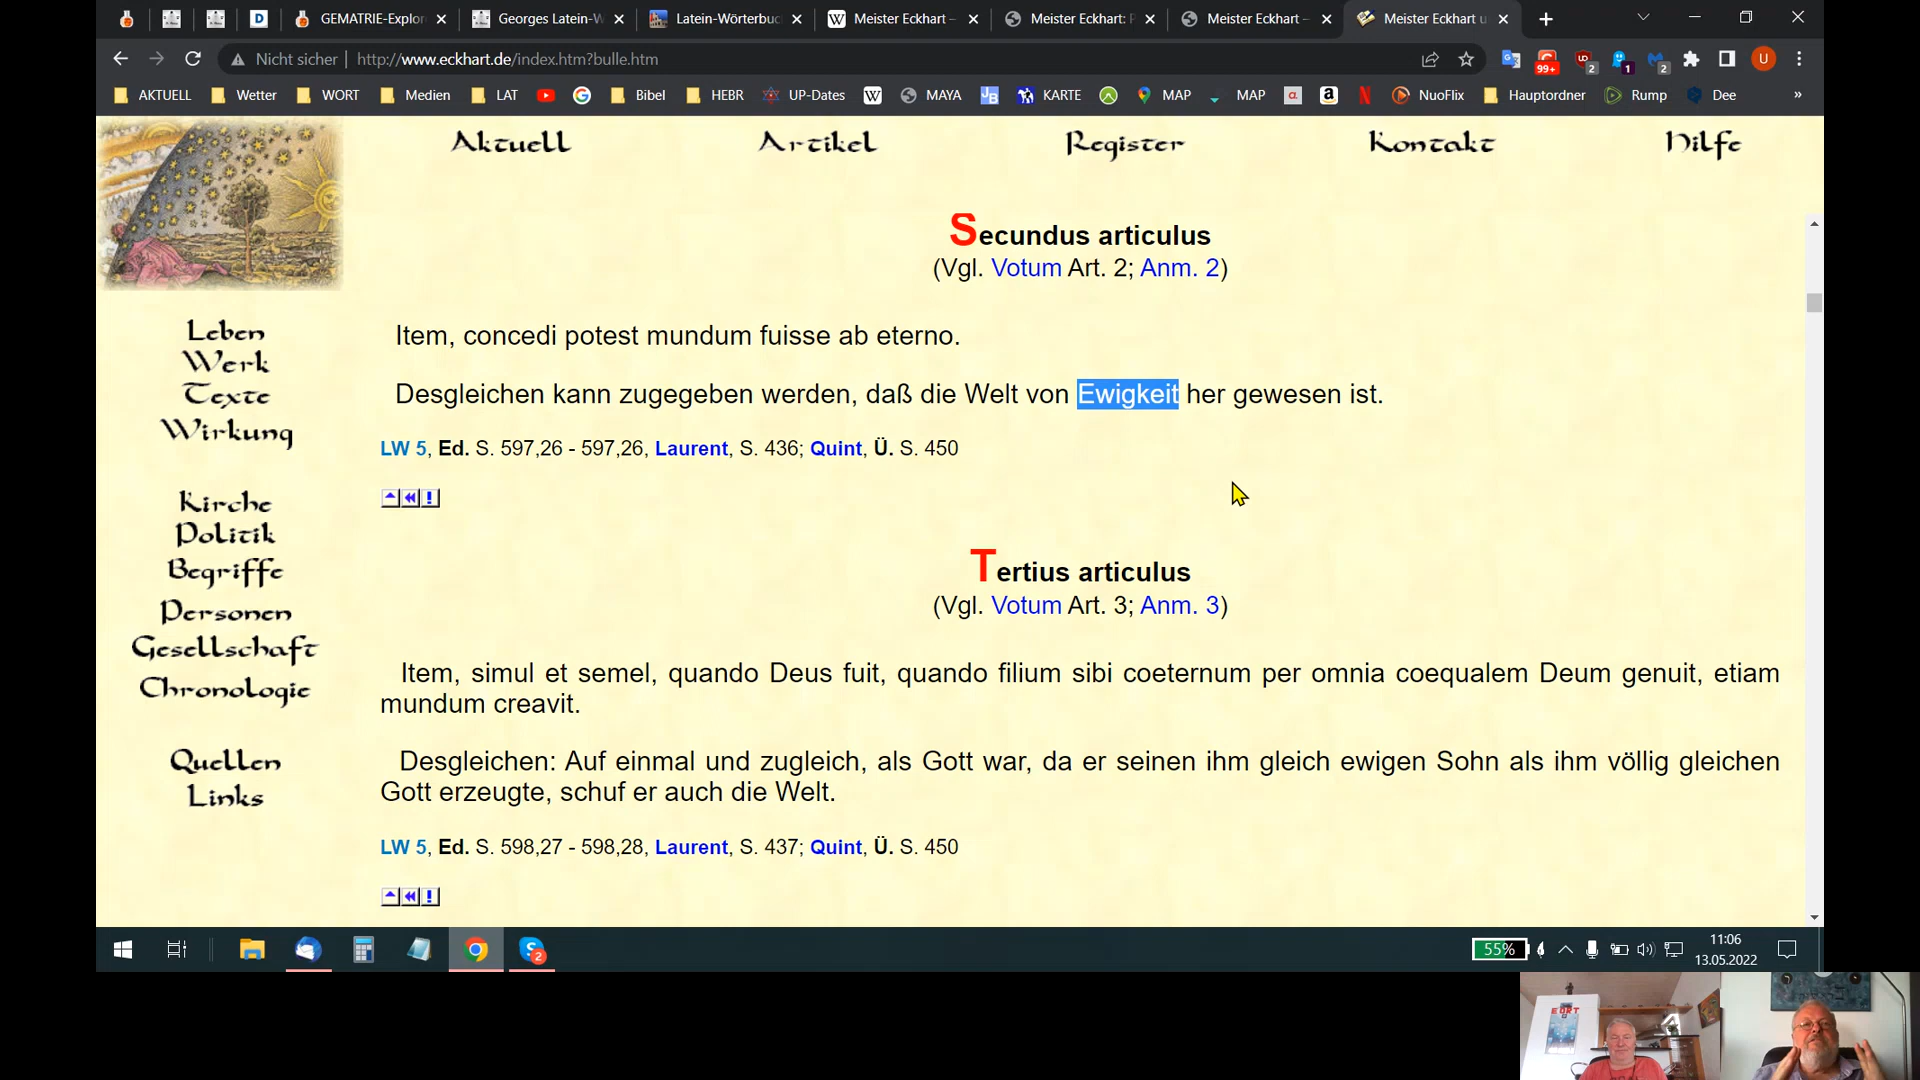 GEMATRIE-Explor
Georges Latein-W
Latein-Wörterbuc
Meister Eckhart –
Meister Eckhart: P
Meister Eckhart –
Meister Eckhart u
Nicht sicher
http://www.eckhart.de/index.htm?bulle.htm
99+
2
1
2
U
AKTUELL
Wetter
WORT
Medien
LAT
Bibel
HEBR
UP-Dates
MAYA
KARTE
MAP
MAP
NuoFlix
Hauptordner
Rump
Dee
»
Aktuell
Artikel
Register
Kontakt
Hilfe
Leben
Werk
Texte
Wirkung
Kirche
Politik
Begriffe
Personen
Gesellschaft
Chronologie
Quellen
Links
Secundus articulus
(Vgl. Votum Art. 2; Anm. 2)
Item, concedi potest mundum fuisse ab eterno.
Desgleichen kann zugegeben werden, daß die Welt von Ewigkeit her gewesen ist.
LW 5, Ed. S. 597,26 - 597,26, Laurent, S. 436; Quint, Ü. S. 450
Tertius articulus
(Vgl. Votum Art. 3; Anm. 3)
Item, simul et semel, quando Deus fuit, quando filium sibi coeternum per omnia coequalem Deum genuit, etiam
mundum creavit.
Desgleichen: Auf einmal und zugleich, als Gott war, da er seinen ihm gleich ewigen Sohn als ihm völlig gleichen
Gott erzeugte, schuf er auch die Welt.
LW 5, Ed. S. 598,27 - 598,28, Laurent, S. 437; Quint, Ü. S. 450
2
55%
11:06
13.05.2022